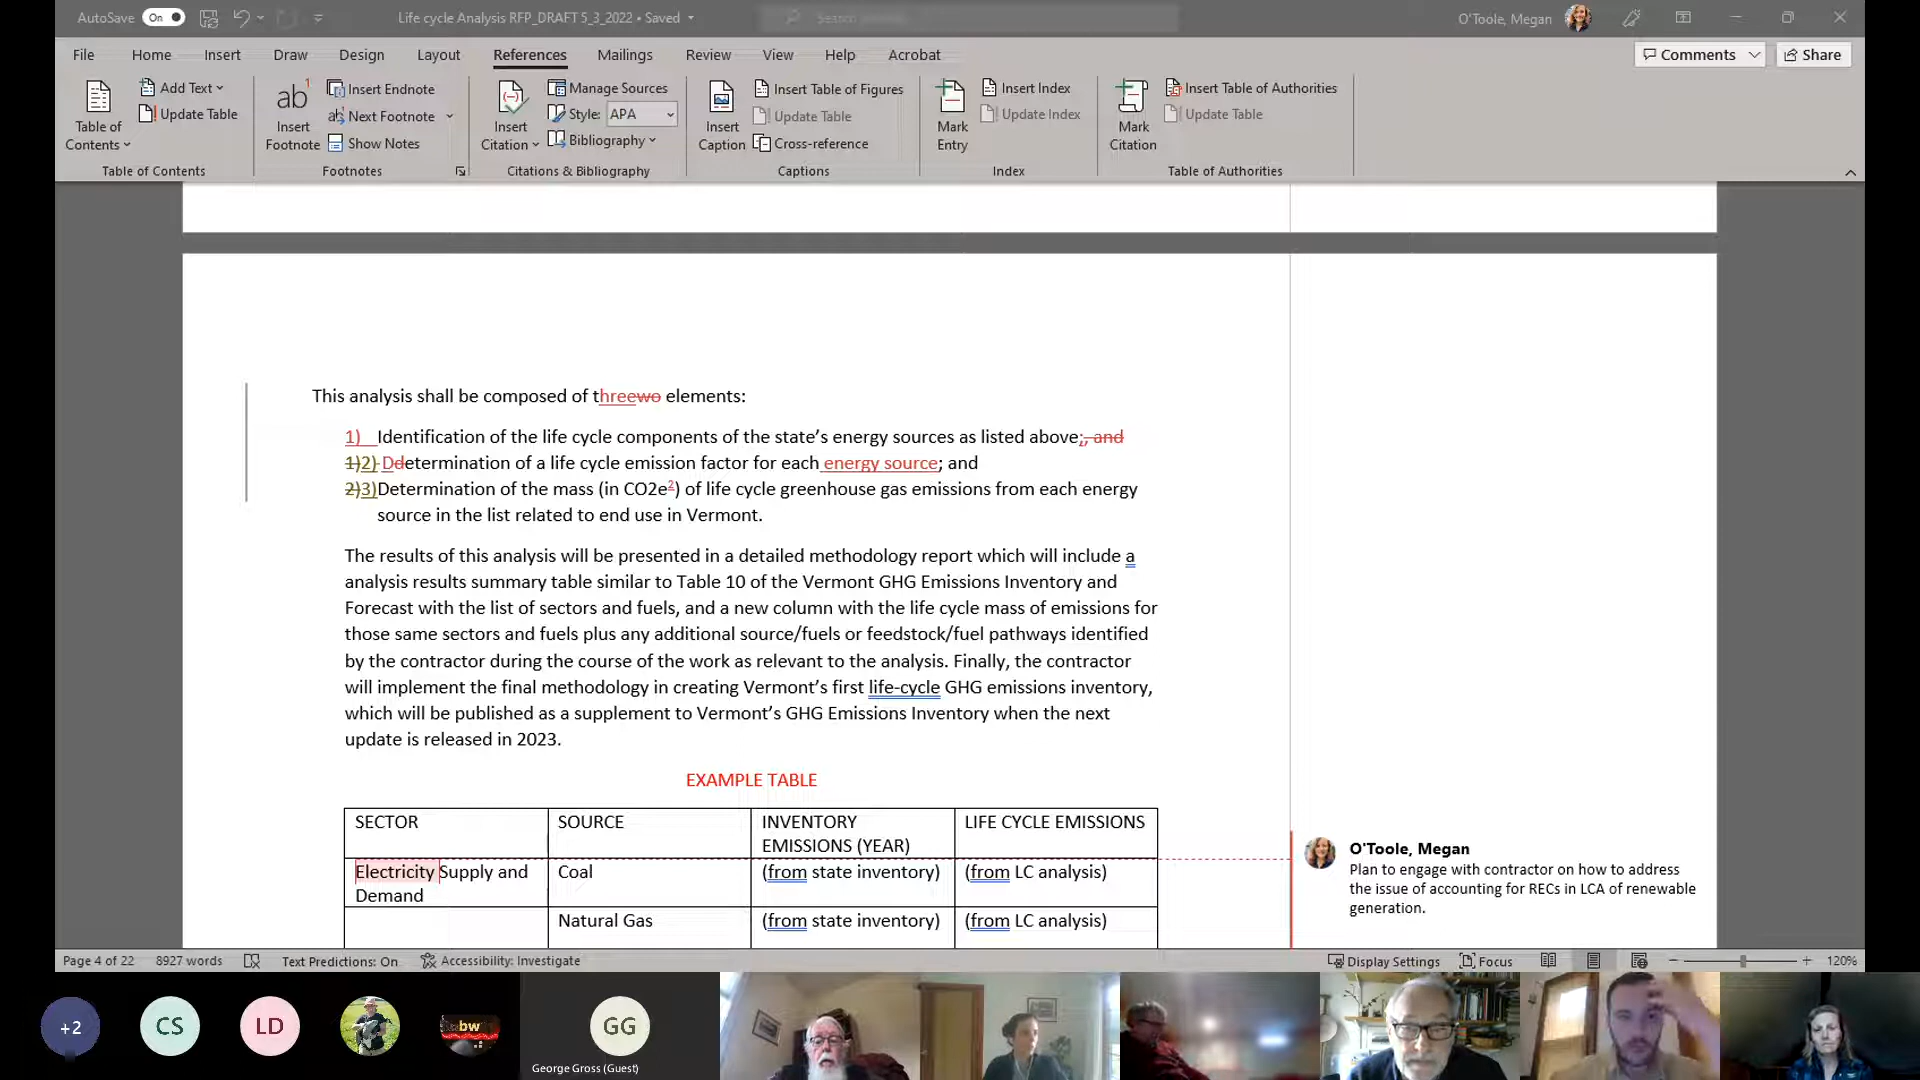 AutoSave On Life cycle Analysis RFP_DRAFT 5_3_2022 • Saved Search O'Toole, Megan
File Home Insert Draw Design Layout References Mailings Review View Help Acrobat Comments Share
Table of Contents
Add Text
Update Table
Table of Contents
ab1
Insert Footnote
Insert Endnote
Next Footnote
Show Notes
Footnotes
Insert Citation
Manage Sources
Style: APA
Bibliography
Citations & Bibliography
Insert Caption
Insert Table of Figures
Update Table
Cross-reference
Captions
Mark Entry
Insert Index
Update Index
Index
Mark Citation
Insert Table of Authorities
Update Table
Table of Authorities
This analysis shall be composed of threewo elements:
1) Identification of the life cycle components of the state's energy sources as listed above;, and
1)2) Ddetermination of a life cycle emission factor for each energy source; and
2)3)Determination of the mass (in CO2e2) of life cycle greenhouse gas emissions from each energy
source in the list related to end use in Vermont.
The results of this analysis will be presented in a detailed methodology report which will include a
analysis results summary table similar to Table 10 of the Vermont GHG Emissions Inventory and
Forecast with the list of sectors and fuels, and a new column with the life cycle mass of emissions for
those same sectors and fuels plus any additional source/fuels or feedstock/fuel pathways identified
by the contractor during the course of the work as relevant to the analysis. Finally, the contractor
will implement the final methodology in creating Vermont's first life-cycle GHG emissions inventory,
which will be published as a supplement to Vermont's GHG Emissions Inventory when the next
update is released in 2023.
EXAMPLE TABLE
SECTOR SOURCE INVENTORY EMISSIONS (YEAR) LIFE CYCLE EMISSIONS
Electricity Supply and Demand Coal (from state inventory) (from LC analysis)
Natural Gas (from state inventory) (from LC analysis)
O'Toole, Megan
Plan to engage with contractor on how to address
the issue of accounting for RECs in LCA of renewable
generation.
Page 4 of 22 8927 words Text Predictions: On Accessibility: Investigate Display Settings Focus 120%
+2 CS LD bw GG
George Gross (Guest)